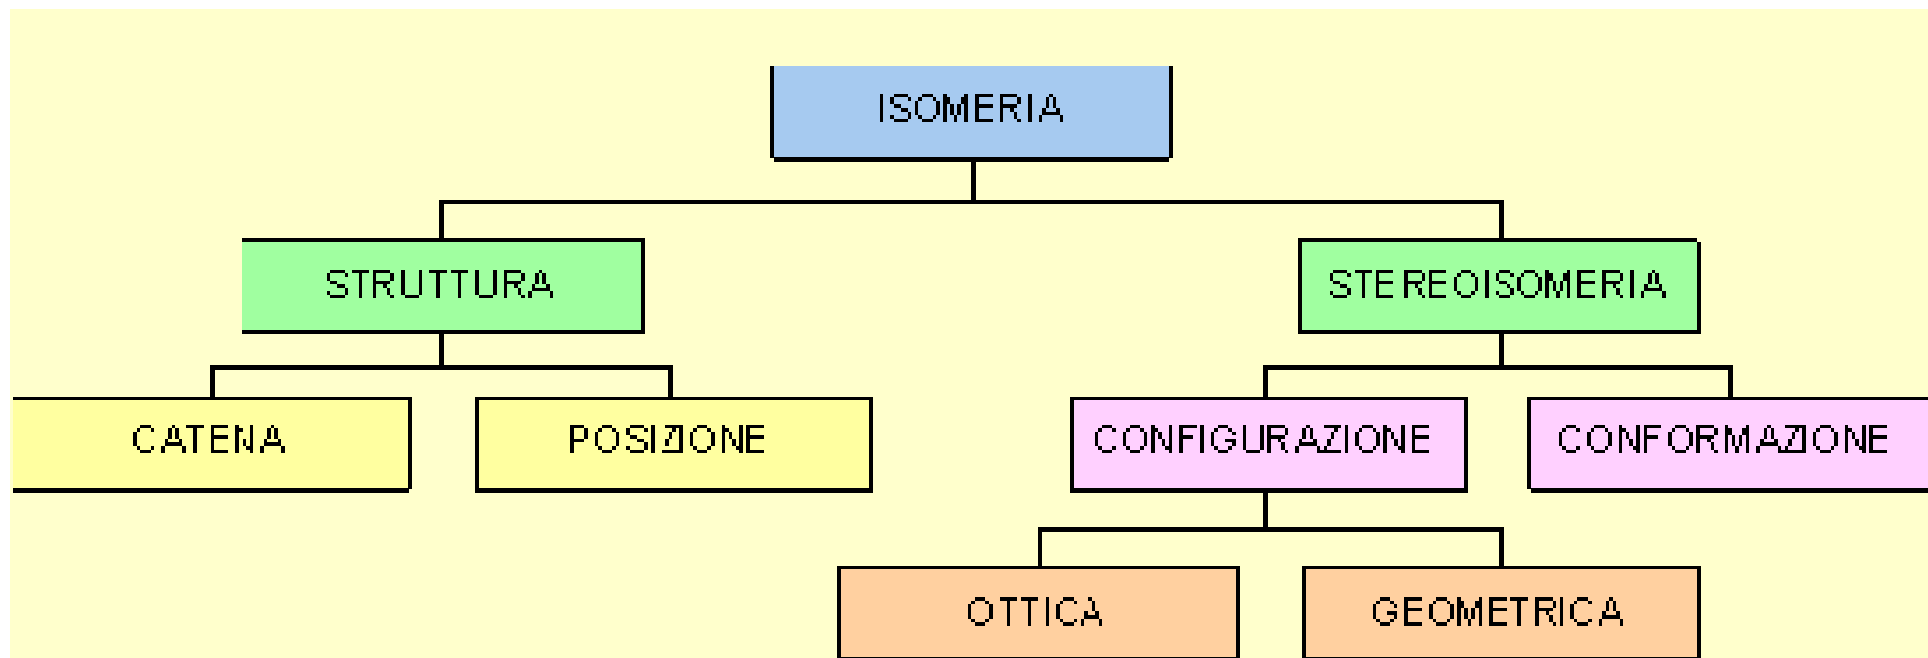 ISOMERIA
STRUTTURA
STEREOISOMERIA
CATENA
POSIZIONE
CONFIGURAZIONE
CONFORMAZIONE
OTTICA
GEOMETRICA